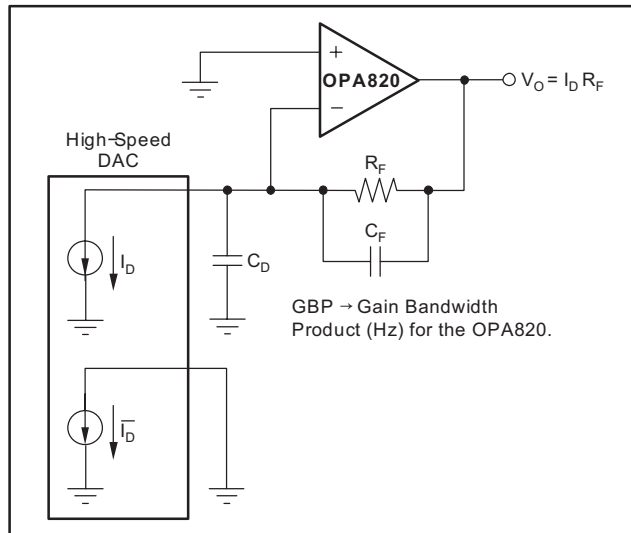 +
OPA820
−
V_O = I_D R_F
High-Speed
DAC
R_F
C_F
I_D
C_D
GBP → Gain Bandwidth
Product (Hz) for the OPA820.
I̅_D